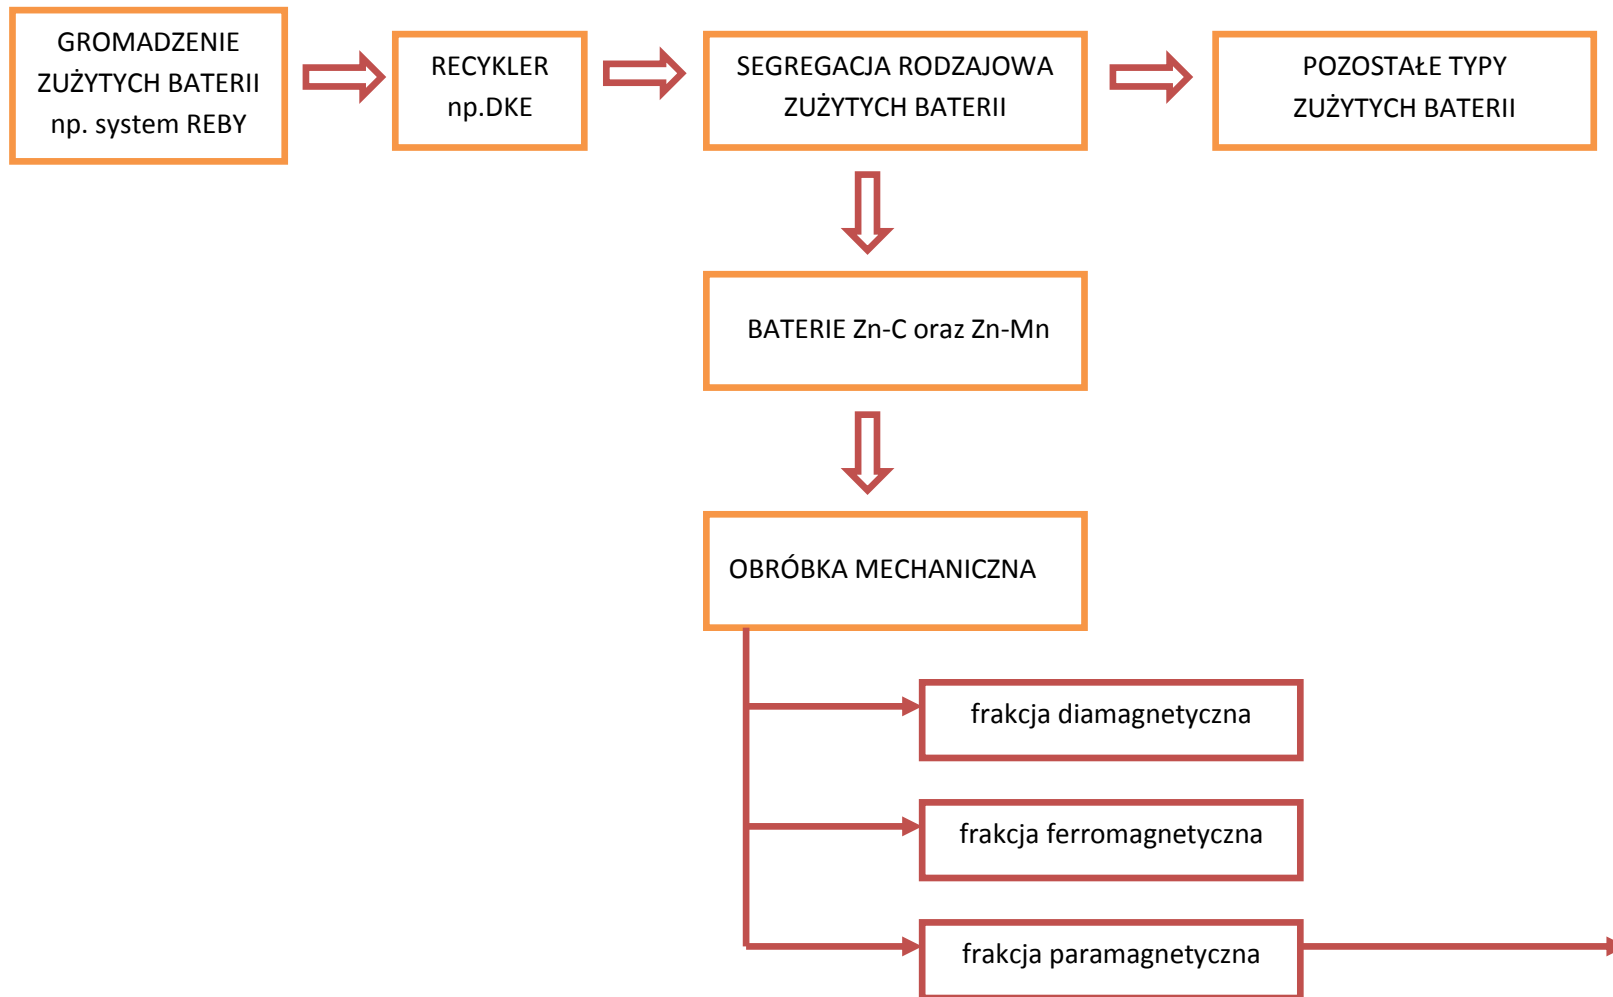 GROMADZENIE
ZUŻYTYCH BATERII
np. system REBY
RECYKLER
np.DKE
SEGREGACJA RODZAJOWA
ZUŻYTYCH BATERII
POZOSTAŁE TYPY
ZUŻYTYCH BATERII
BATERIE Zn-C oraz Zn-Mn
OBRÓBKA MECHANICZNA
frakcja diamagnetyczna
frakcja ferromagnetyczna
frakcja paramagnetyczna